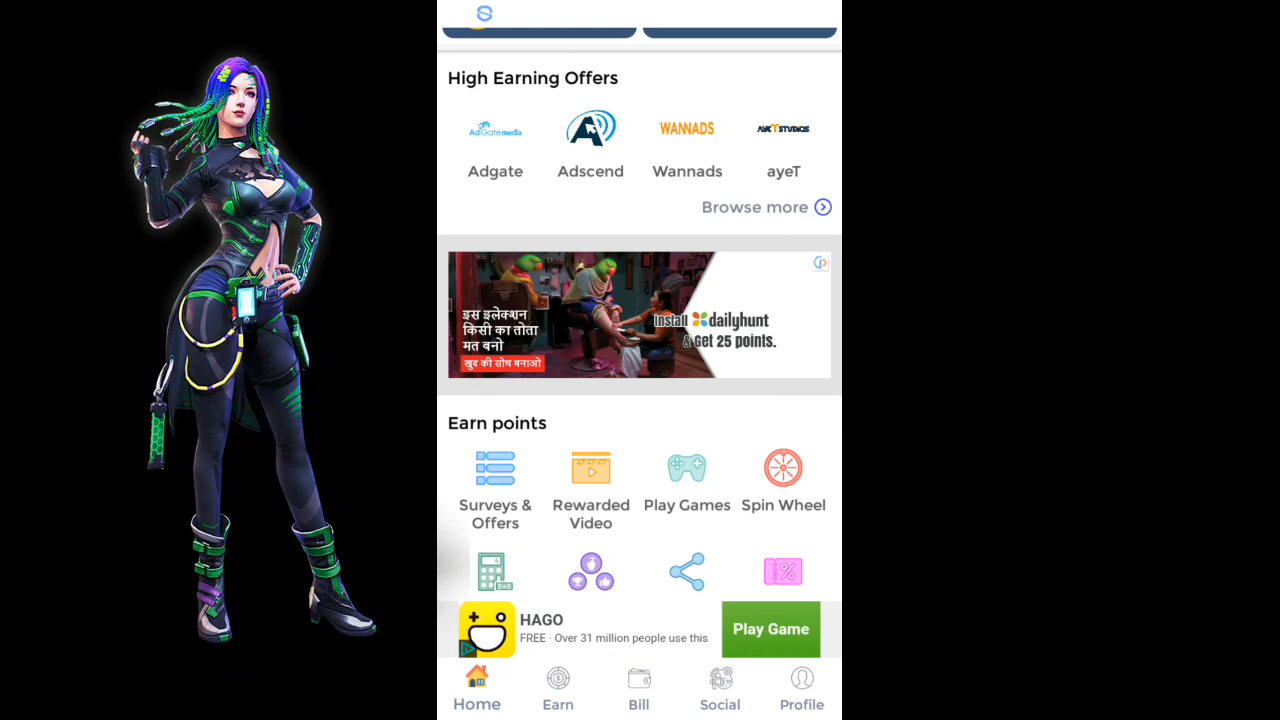 High Earning Offers
AdGatemedia
WANNADS
AYETSTUDIOS
Adgate
Adscend
Wannads
ayeT
Browse more
इस इलेक्शन
किसी का तोता
मत बनो
खुद की सोच बनाओ
Install dailyhunt
& Get 25 points.
Earn points
Surveys &
Offers
Rewarded
Video
Play Games
Spin Wheel
HAGO
FREE · Over 31 million people use this
Play Game
Home
Earn
Bill
Social
Profile